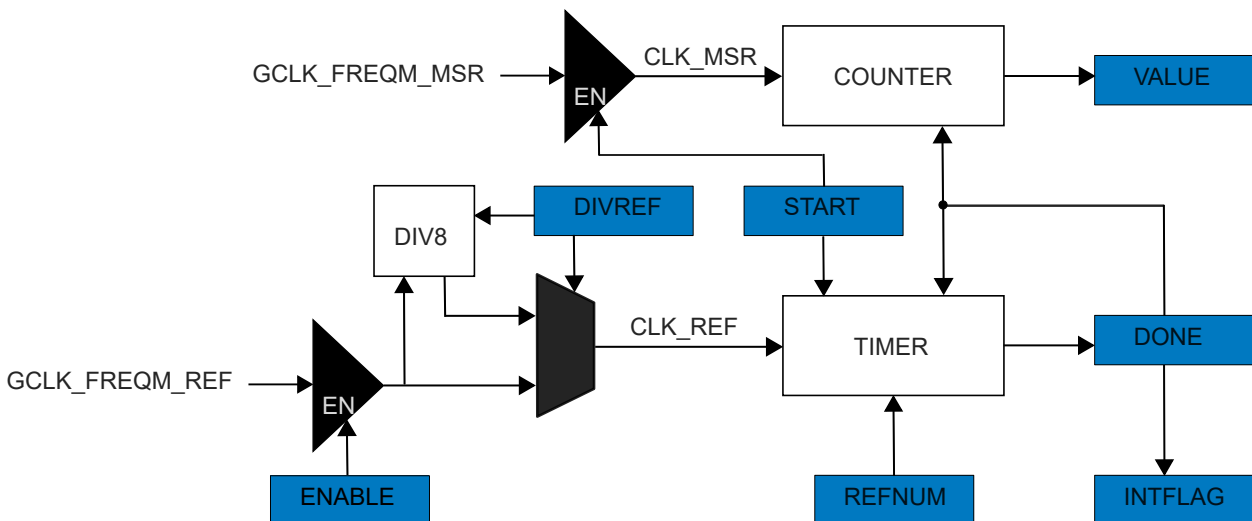 GCLK_FREQM_MSR
EN
CLK_MSR
COUNTER
VALUE
DIV8
DIVREF
START
CLK_REF
TIMER
DONE
GCLK_FREQM_REF
EN
ENABLE
REFNUM
INTFLAG